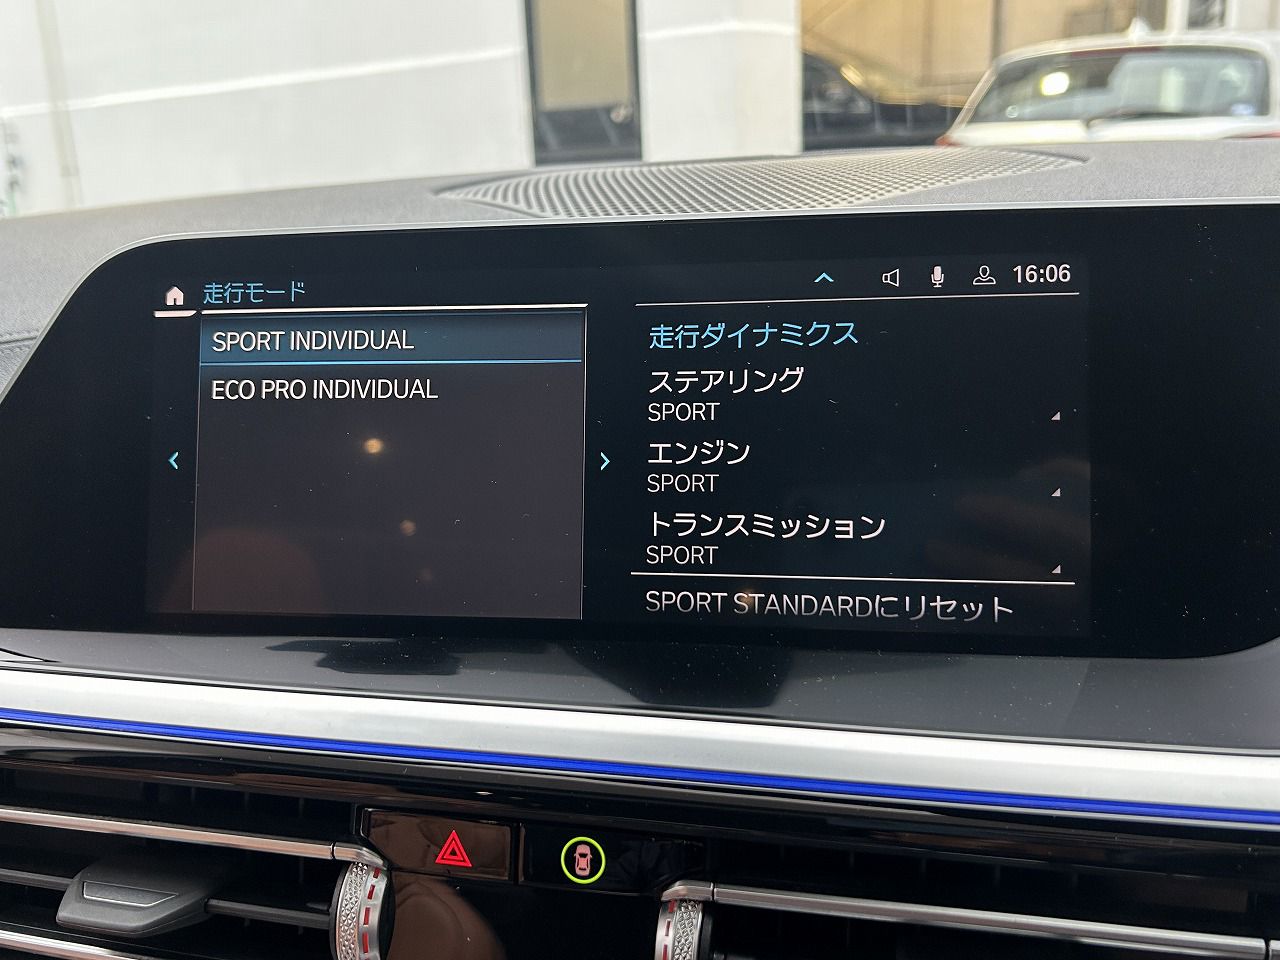 走行モード
SPORT INDIVIDUAL
ECO PRO INDIVIDUAL
16:06
走行ダイナミクス
ステアリング
SPORT
エンジン
SPORT
トランスミッション
SPORT
SPORT STANDARDにリセット